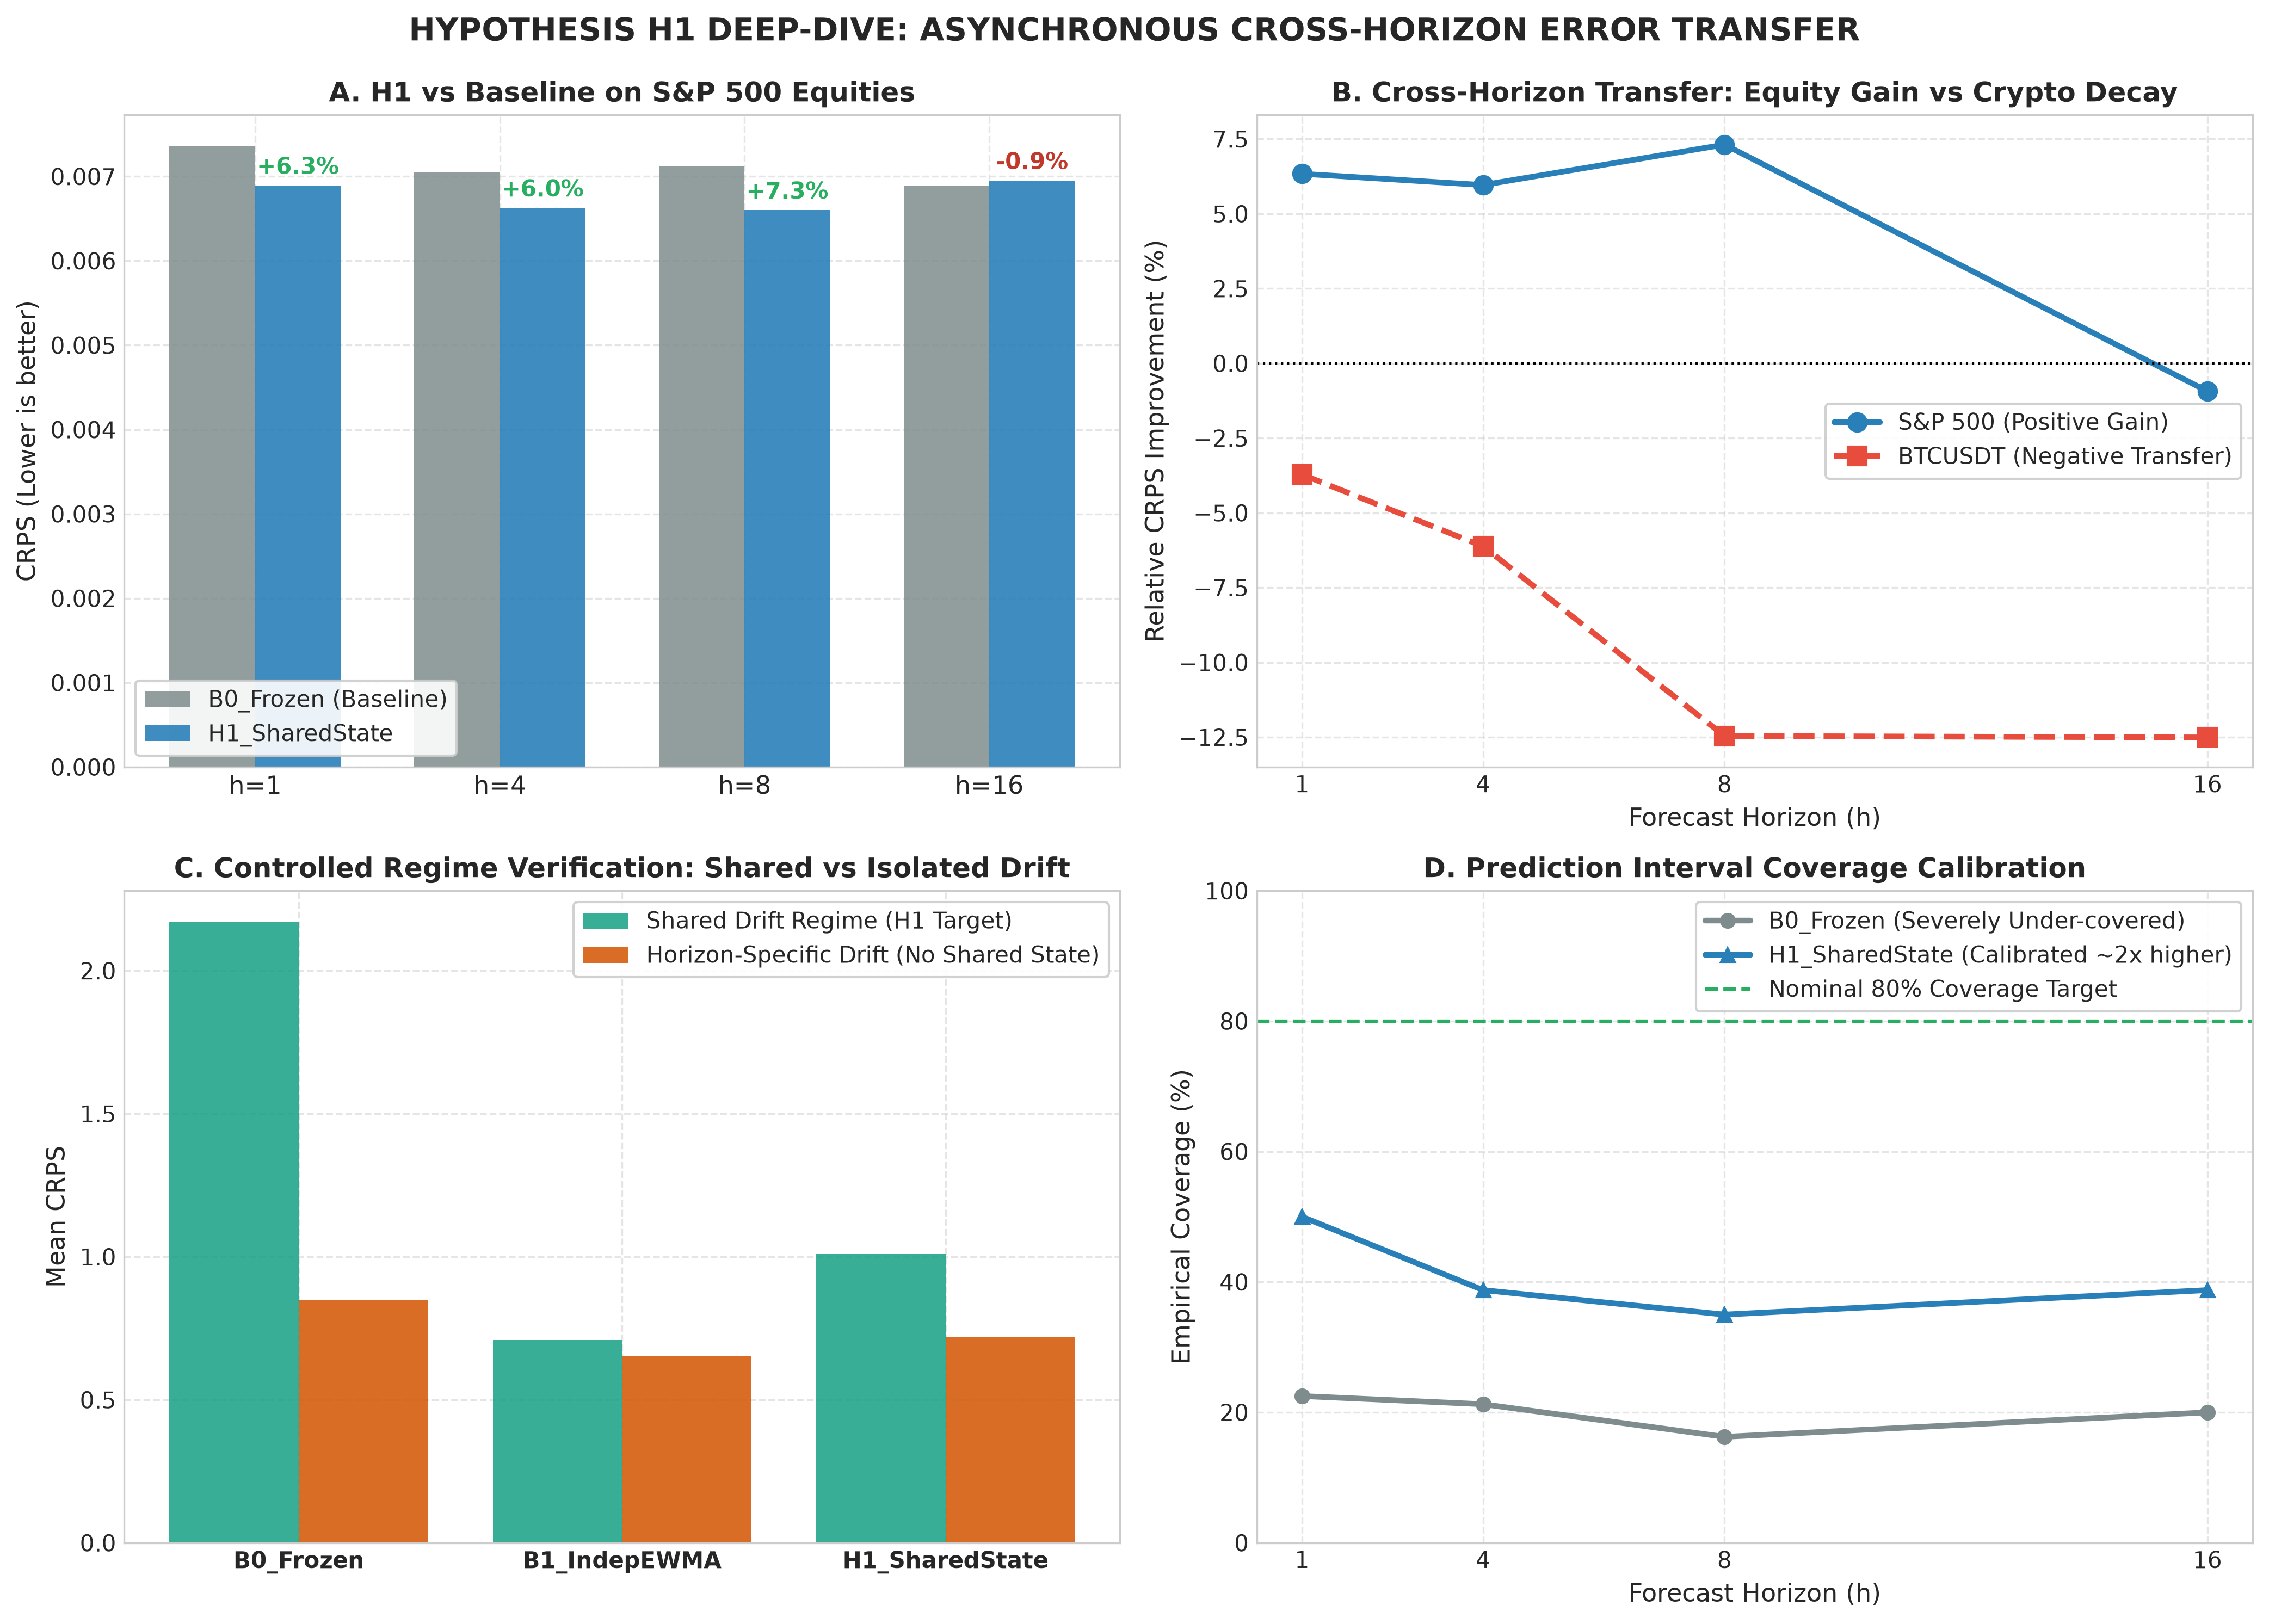 HYPOTHESIS H1 DEEP-DIVE: ASYNCHRONOUS CROSS-HORIZON ERROR TRANSFER
A. H1 vs Baseline on S&P 500 Equities
CRPS (Lower is better)
0.007
0.006
0.005
0.004
0.003
0.002
0.001
0.000
+6.3%
+6.0%
+7.3%
-0.9%
B0_Frozen (Baseline)
H1_SharedState
h=1
h=4
h=8
h=16
B. Cross-Horizon Transfer: Equity Gain vs Crypto Decay
Relative CRPS Improvement (%)
7.5
5.0
2.5
0.0
−2.5
−5.0
−7.5
−10.0
−12.5
S&P 500 (Positive Gain)
BTCUSDT (Negative Transfer)
1
4
8
16
Forecast Horizon (h)
C. Controlled Regime Verification: Shared vs Isolated Drift
Mean CRPS
2.0
1.5
1.0
0.5
0.0
Shared Drift Regime (H1 Target)
Horizon-Specific Drift (No Shared State)
B0_Frozen
B1_IndepEWMA
H1_SharedState
D. Prediction Interval Coverage Calibration
Empirical Coverage (%)
100
80
60
40
20
0
B0_Frozen (Severely Under-covered)
H1_SharedState (Calibrated ~2x higher)
Nominal 80% Coverage Target
1
4
8
16
Forecast Horizon (h)